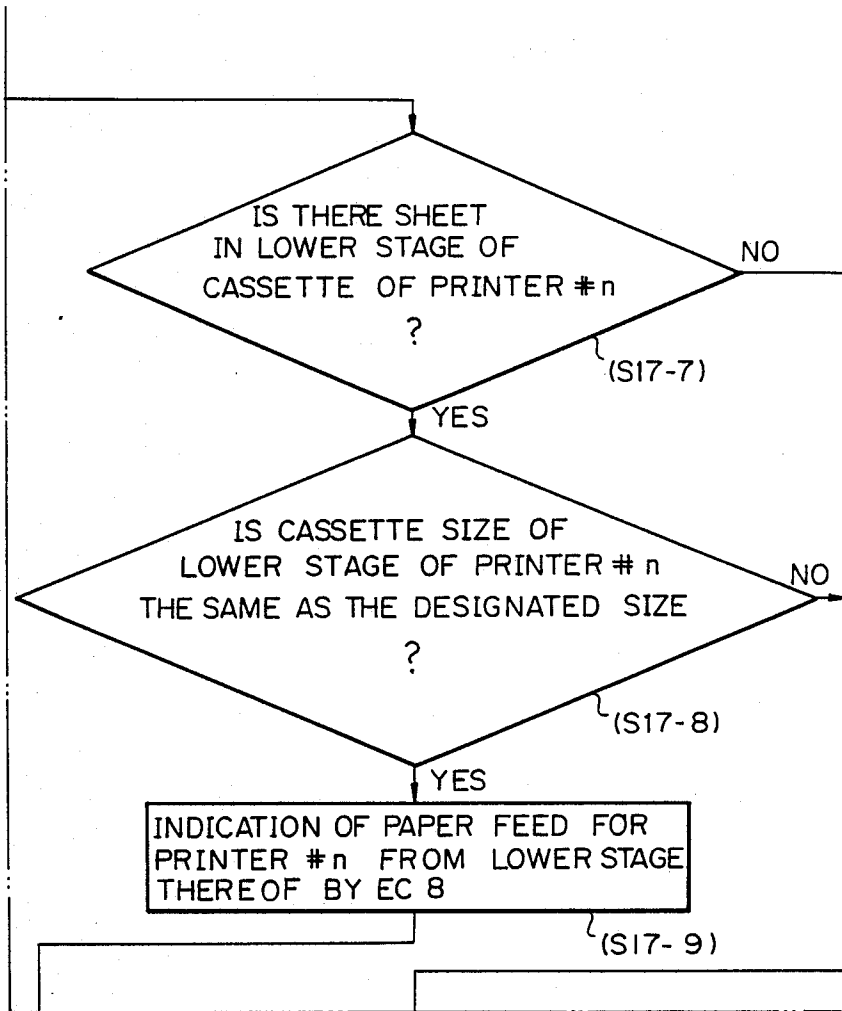 IS THERE SHEET
IN LOWER STAGE OF
CASSETTE OF PRINTER #n
?
NO
(S17-7)
YES
IS CASSETTE SIZE OF
LOWER STAGE OF PRINTER #n
THE SAME AS THE DESIGNATED SIZE
?
NO
(S17-8)
YES
INDICATION OF PAPER FEED FOR
PRINTER #n FROM LOWER STAGE
THEREOF BY EC 8
(S17-9)